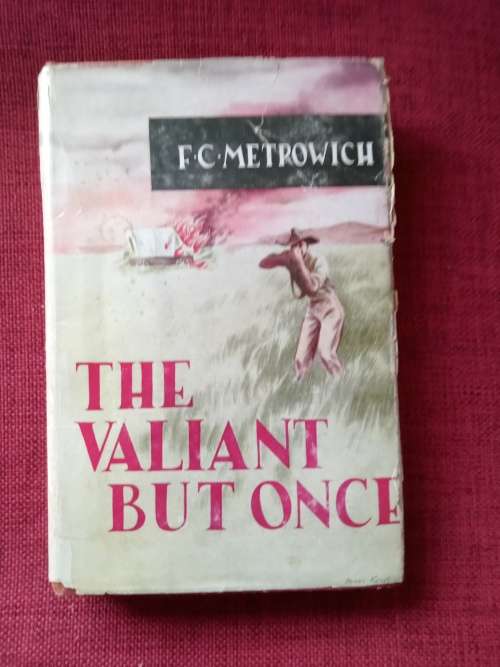 F·C·METROWICH
THE
VALIANT
BUT ONCE